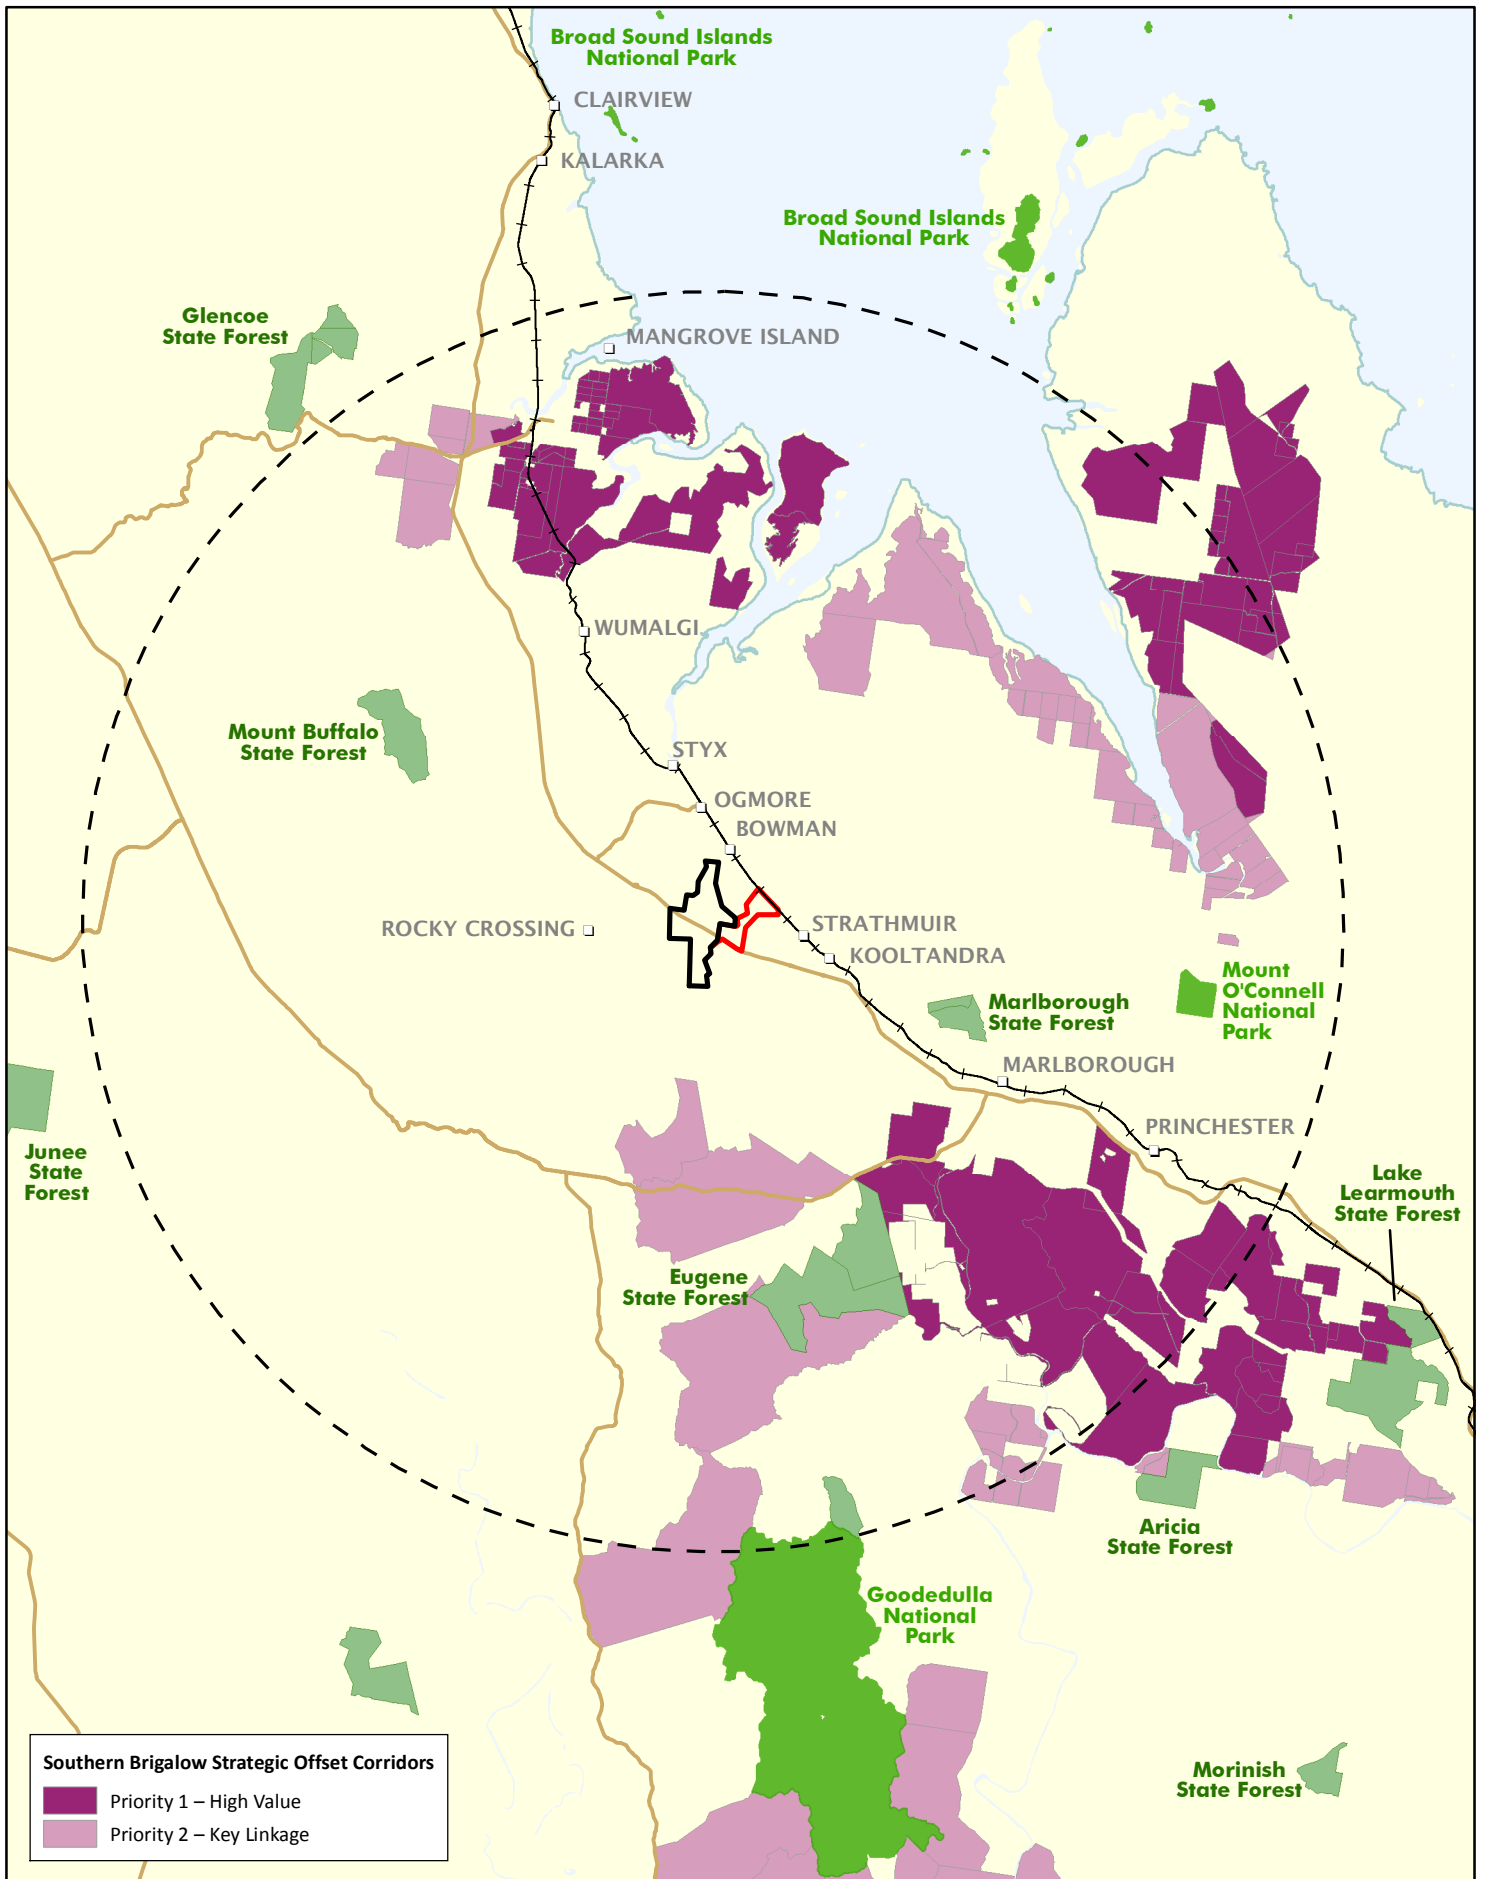 Broad Sound Islands
National Park
CLAIRVIEW
KALARKA
Broad Sound Islands
National Park
Glencoe
State Forest
MANGROVE ISLAND
WUMALGI
Mount Buffalo
State Forest
STYX
OGMORE
BOWMAN
ROCKY CROSSING
STRATHMUIR
KOOLTANDRA
Mount
O'Connell
National
Park
Marlborough
State Forest
MARLBOROUGH
PRINCHESTER
Junee
State
Forest
Lake
Learmouth
State Forest
Eugene
State Forest
Aricia
State Forest
Goodedulla
National
Park
Morinish
State Forest
Southern Brigalow Strategic Offset Corridors
Priority 1 – High Value
Priority 2 – Key Linkage